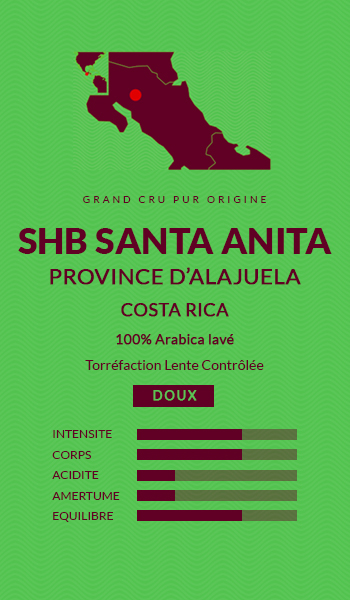 GRAND CRU PUR ORIGINE
SHB SANTA ANITA
PROVINCE D’ALAJUELA
COSTA RICA
100% Arabica lavé
Torréfaction Lente Contrôlée
DOUX
INTENSITE
CORPS
ACIDITE
AMERTUME
EQUILIBRE